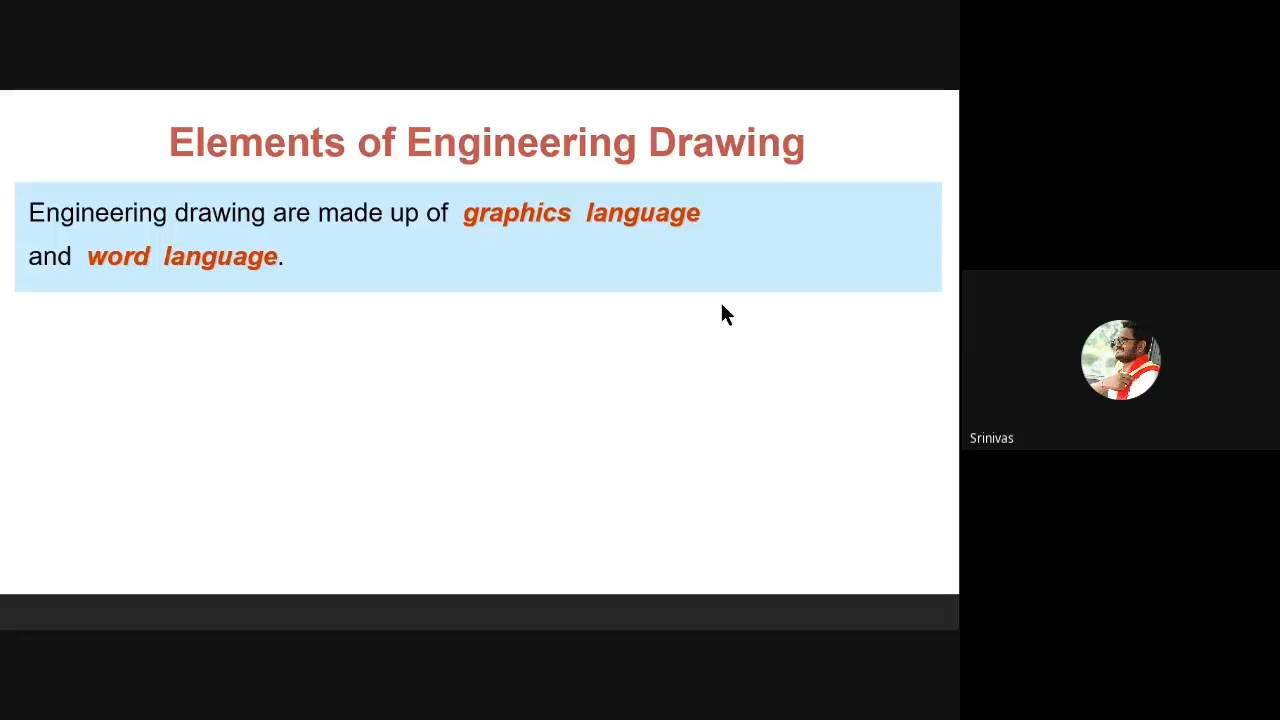 Elements of Engineering Drawing
Engineering drawing are made up of graphics language
and word language.
Srinivas